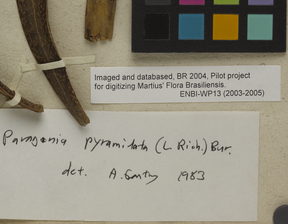 Imaged and databased, BR 2004, Pilot project
for digitizing Martius' Flora Brasiliensis.
ENBI-WP13 (2003-2005)
Paragonia pyramidata (L. Rich.) Bur.
det. A. Gentry 1983